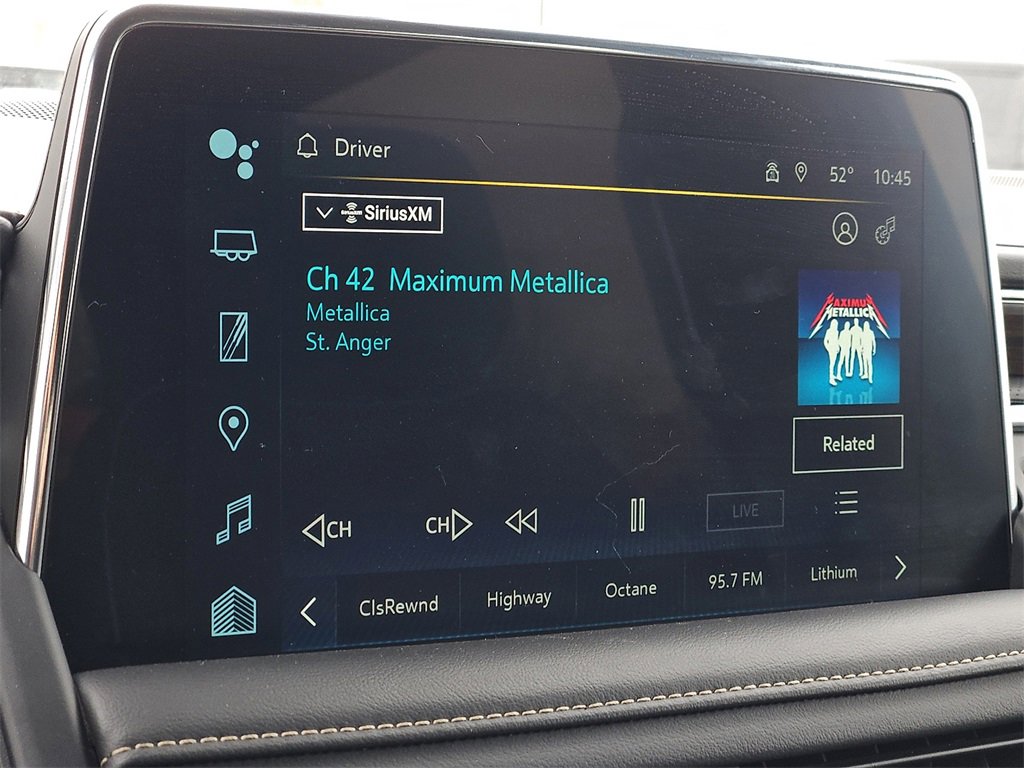 Driver
52° 10:45
SiriusXM
Ch 42 Maximum Metallica
Metallica
St. Anger
MAXIMUM
METALLICA
Related
CH
CH
LIVE
ClsRewnd
Highway
Octane
95.7 FM
Lithium